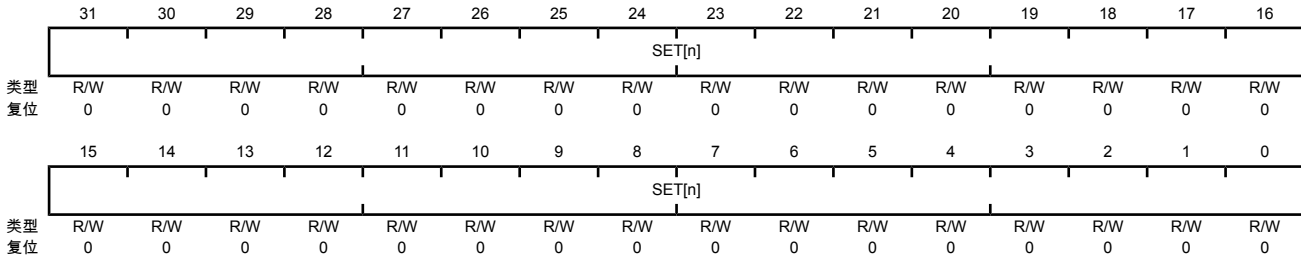 31 30 29 28 27 26 25 24 23 22 21 20 19 18 17 16
SET[n]
类型 R/W R/W R/W R/W R/W R/W R/W R/W R/W R/W R/W R/W R/W R/W R/W R/W
复位 0 0 0 0 0 0 0 0 0 0 0 0 0 0 0 0
15 14 13 12 11 10 9 8 7 6 5 4 3 2 1 0
SET[n]
类型 R/W R/W R/W R/W R/W R/W R/W R/W R/W R/W R/W R/W R/W R/W R/W R/W
复位 0 0 0 0 0 0 0 0 0 0 0 0 0 0 0 0